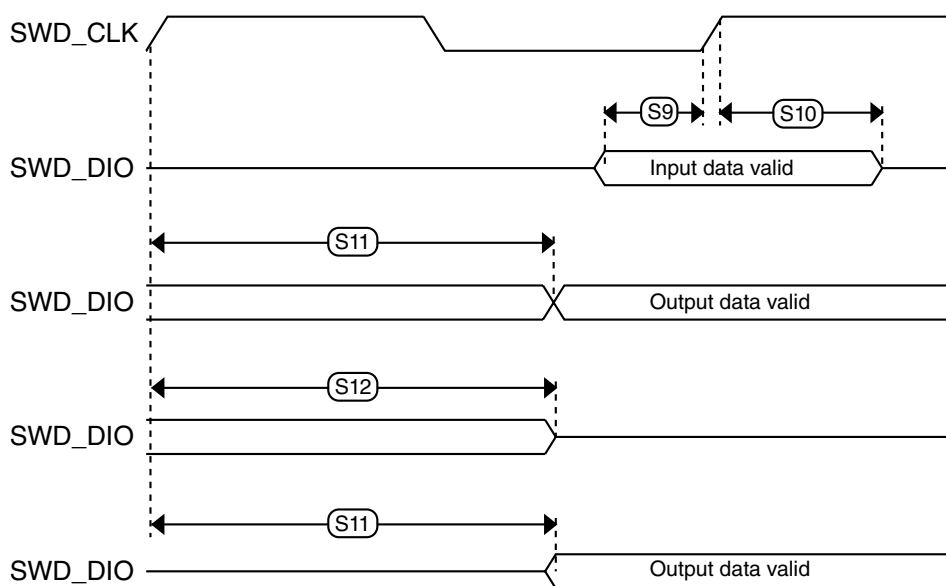 SWD_CLK
S9
S10
SWD_DIO
Input data valid
S11
SWD_DIO
Output data valid
S12
SWD_DIO
S11
SWD_DIO
Output data valid